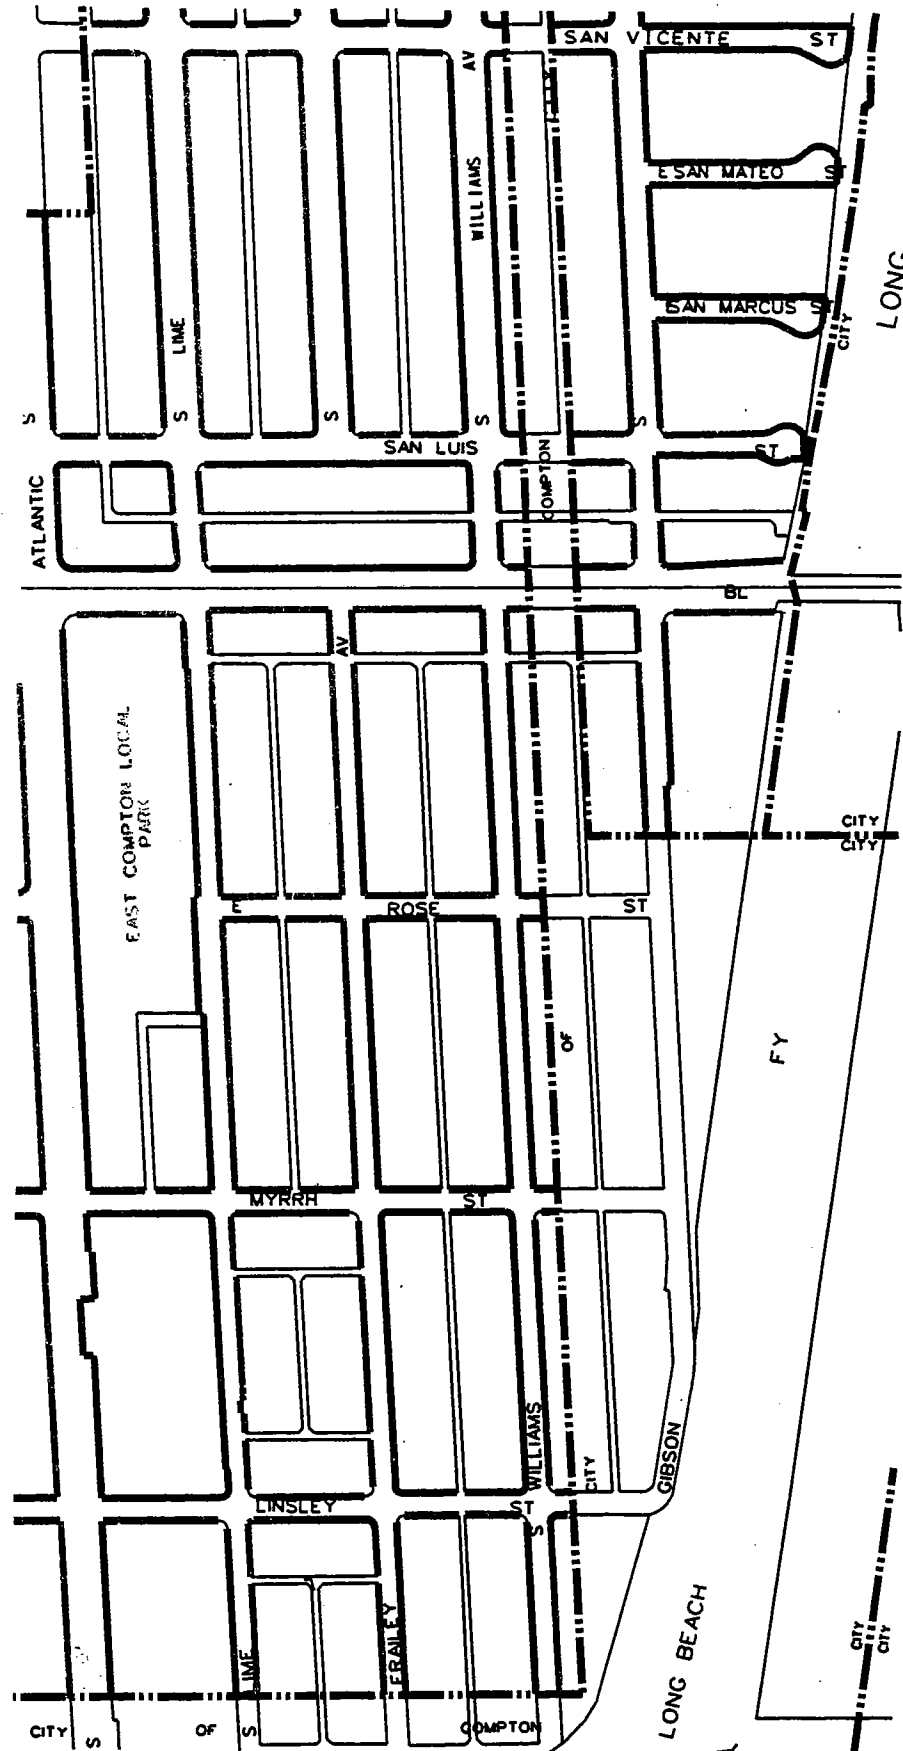 SAN VICENTE ST
AV
CITY
WILLIAMS
E SAN MATEO ST
LONG
SAN MARCUS ST
CITY
LIME
S S S S S
SAN LUIS ST
COMPTON
ATLANTIC
BL
AV
EAST COMPTON LOCAL
PARK
CITY
CITY
E ROSE ST
OF
FY
MYRRH ST
WILLIAMS
CITY
GIBSON
LINSLEY ST
S
LIME
FRAILEY
LONG BEACH
CITY
CITY
CITY OF COMPTON
S S